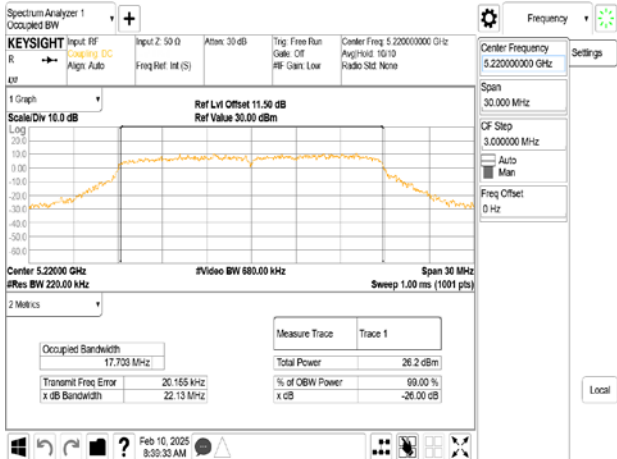 Spectrum Analyzer 1
Occupied BW
KEYSIGHT
R
Input: RF
Coupling: DC
Align: Auto
Input Z: 50 Ω
Freq Ref: Int (S)
Atten: 30 dB
Trig: Free Run
Gate: Off
#IF Gain: Low
Center Freq: 5.220000000 GHz
Avg|Hold: 10/10
Radio Std: None
1 Graph
Scale/Div 10.0 dB
Ref Lvl Offset 11.50 dB
Ref Value 30.00 dBm
Log
20.0
10.0
0.00
-10.0
-20.0
-30.0
-40.0
-50.0
-60.0
Center 5.22000 GHz
#Res BW 220.00 kHz
#Video BW 680.00 kHz
Span 30 MHz
Sweep 1.00 ms (1001 pts)
2 Metrics
Occupied Bandwidth
17.703 MHz
Transmit Freq Error 20.155 kHz
x dB Bandwidth 22.13 MHz
Measure Trace Trace 1
Total Power 26.2 dBm
% of OBW Power 99.00 %
x dB -26.00 dB
Feb 10, 2025
8:39:33 AM
Frequency
Settings
Center Frequency
5.220000000 GHz
Span
30.000 MHz
CF Step
3.000000 MHz
Auto
Man
Freq Offset
0 Hz
Local